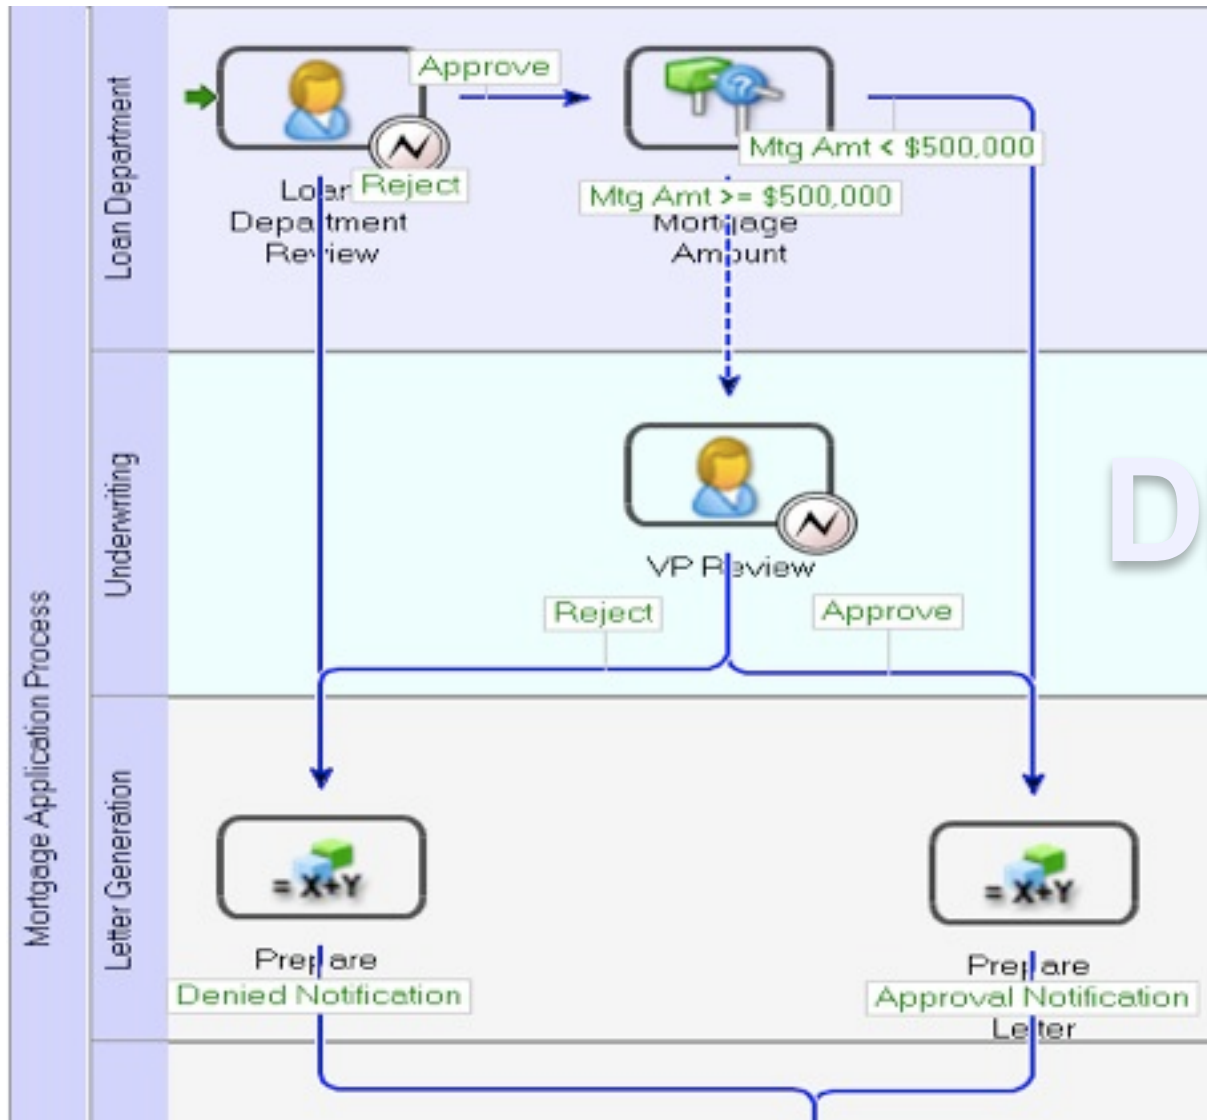 Mortgage Application Process
Loan Department
Approve
Reject
Loan
Department
Review
Mtg Amt < $500,000
Mtg Amt >= $500,000
Mortgage
Amount
Underwriting
VP Review
Reject
Approve
D
Letter Generation
= X+Y
Prepare
Denied Notification
= X+Y
Prepare
Approval Notification
Letter